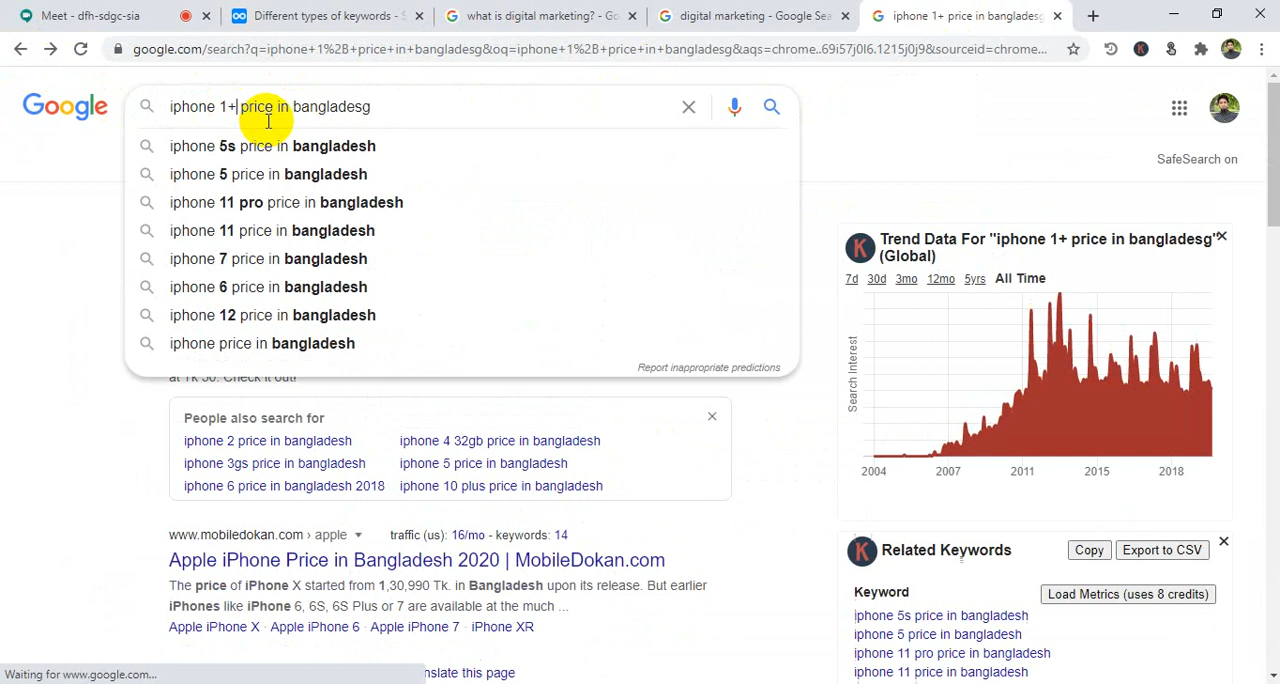 Meet - dfh-sdgc-sia
Different types of keywords - S
what is digital marketing? - Go
digital marketing - Google Sea
iphone 1+ price in bangladesg
google.com/search?q=iphone+1%2B+price+in+bangladesg&oq=iphone+1%2B+price+in+bangladesg&aqs=chrome..69i57j0l6.1215j0j9&sourceid=chrome...
Google
iphone 1+ price in bangladesg
iphone 5s price in bangladesh
iphone 5 price in bangladesh
iphone 11 pro price in bangladesh
iphone 11 price in bangladesh
iphone 7 price in bangladesh
iphone 6 price in bangladesh
iphone 12 price in bangladesh
iphone price in bangladesh
Report inappropriate predictions
at Tk 30. Check it out!
SafeSearch on
People also search for
iphone 2 price in bangladesh
iphone 4 32gb price in bangladesh
iphone 3gs price in bangladesh
iphone 5 price in bangladesh
iphone 6 price in bangladesh 2018
iphone 10 plus price in bangladesh
www.mobiledokan.com › apple
traffic (us): 16/mo - keywords: 14
Apple iPhone Price in Bangladesh 2020 | MobileDokan.com
The price of iPhone X started from 1,30,990 Tk. in Bangladesh upon its release. But earlier
iPhones like iPhone 6, 6S, 6S Plus or 7 are available at the much ...
Apple iPhone X · Apple iPhone 6 · Apple iPhone 7 · iPhone XR
nslate this page
Waiting for www.google.com...
K
Trend Data For "iphone 1+ price in bangladesg"
(Global)
7d 30d 3mo 12mo 5yrs All Time
Search Interest
2004 2007 2011 2015 2018
K
Related Keywords
Copy
Export to CSV
Keyword
Load Metrics (uses 8 credits)
iphone 5s price in bangladesh
iphone 5 price in bangladesh
iphone 11 pro price in bangladesh
iphone 11 price in bangladesh